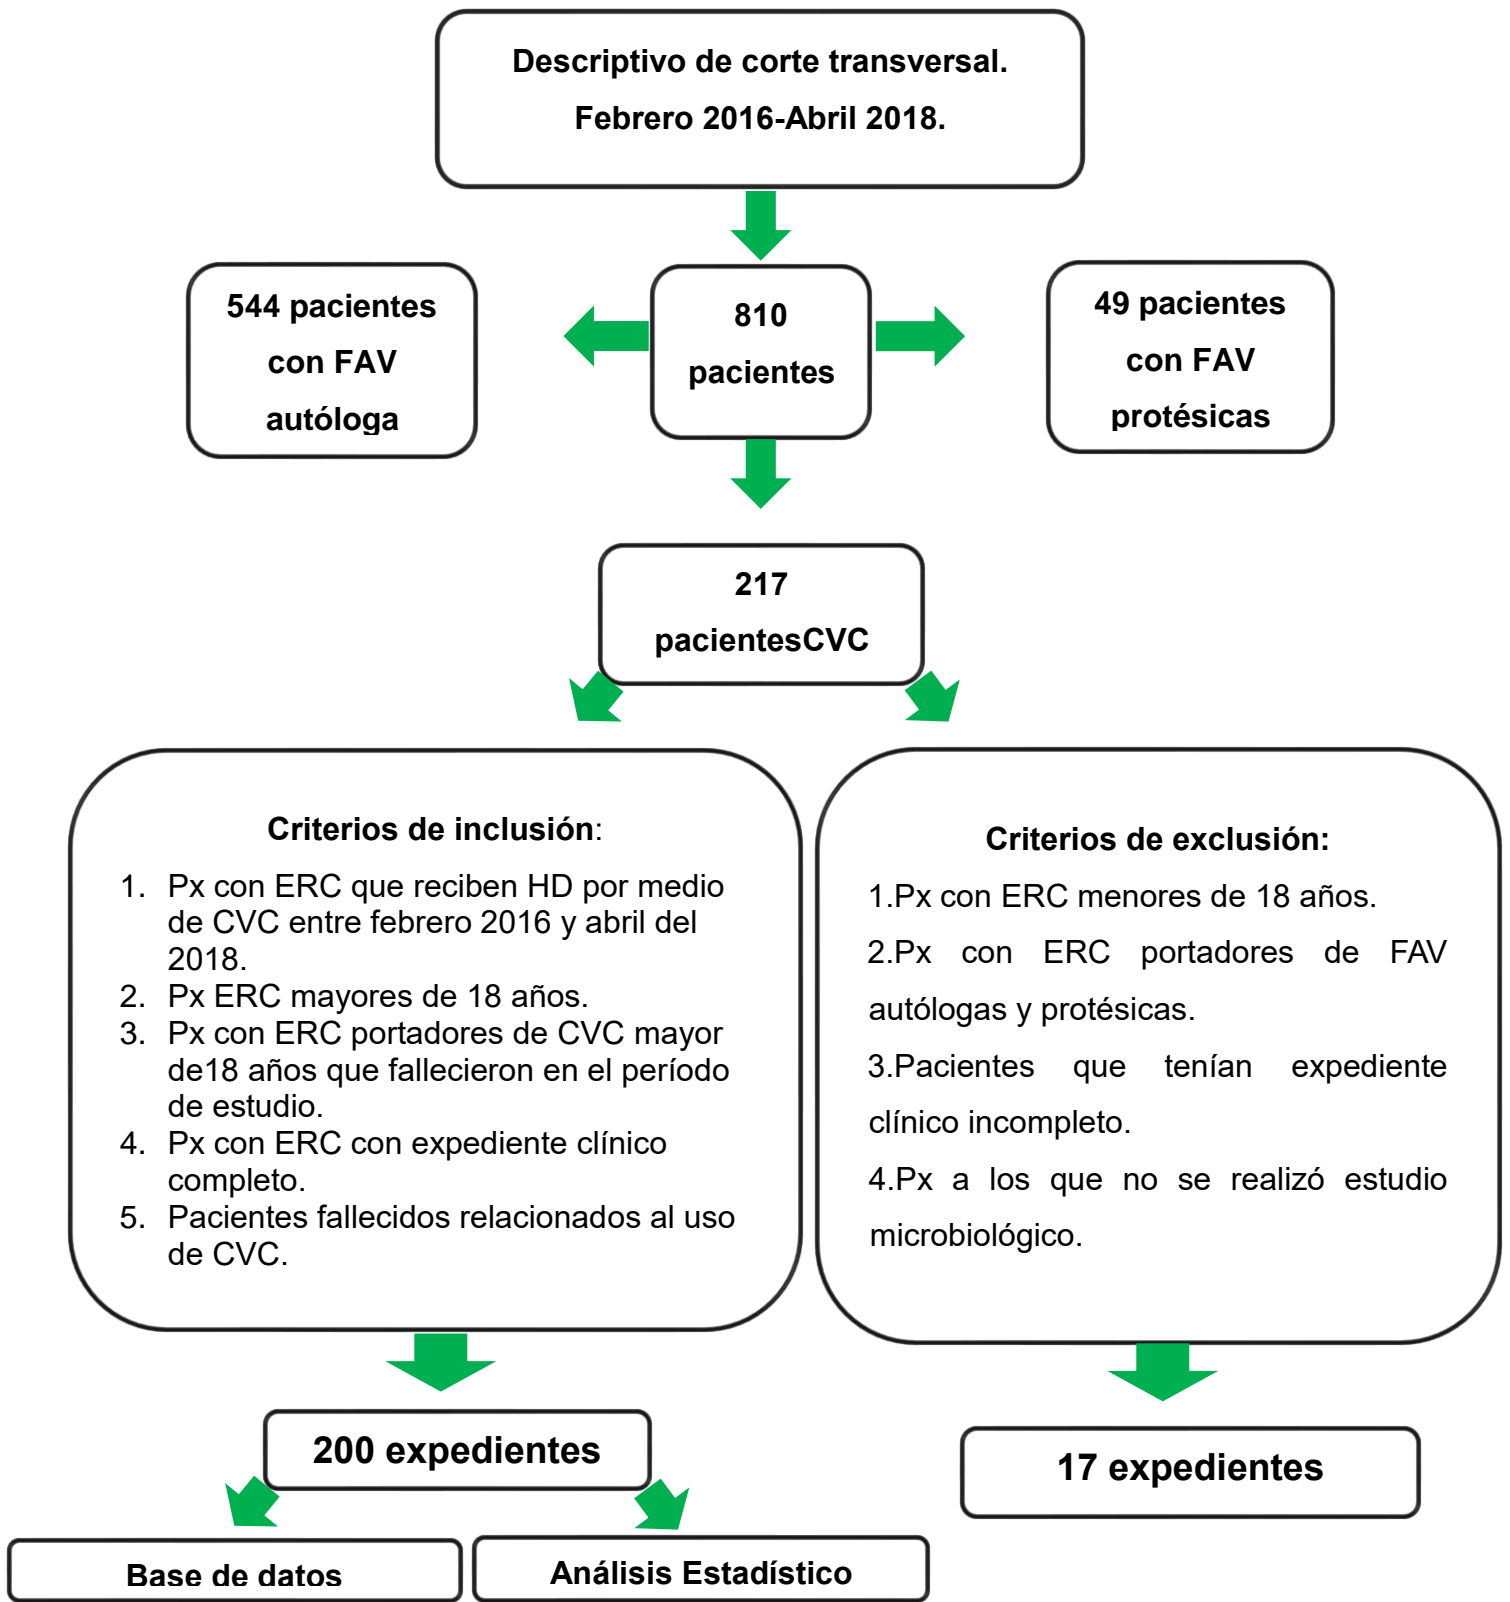 Descriptivo de corte transversal.
Febrero 2016-Abril 2018.
544 pacientes
con FAV
autóloga
810
pacientes
49 pacientes
con FAV
protésicas
217
pacientesCVC
Criterios de inclusión:
1. Px con ERC que reciben HD por medio
de CVC entre febrero 2016 y abril del
2018.
2. Px ERC mayores de 18 años.
3. Px con ERC portadores de CVC mayor
de18 años que fallecieron en el período
de estudio.
4. Px con ERC con expediente clínico
completo.
5. Pacientes fallecidos relacionados al uso
de CVC.
Criterios de exclusión:
1.Px con ERC menores de 18 años.
2.Px con ERC portadores de FAV
autólogas y protésicas.
3.Pacientes que tenían expediente
clínico incompleto.
4.Px a los que no se realizó estudio
microbiológico.
200 expedientes
17 expedientes
Base de datos
Análisis Estadístico